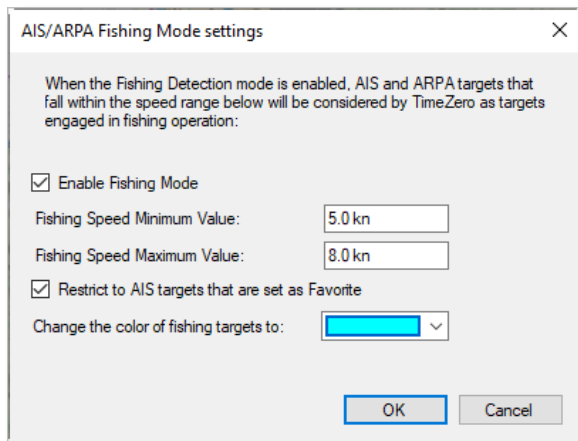 AIS/ARPA Fishing Mode settings
When the Fishing Detection mode is enabled, AIS and ARPA targets that
fall within the speed range below will be considered by TimeZero as targets
engaged in fishing operation:
Enable Fishing Mode
Fishing Speed Minimum Value: 5.0 kn
Fishing Speed Maximum Value: 8.0 kn
Restrict to AIS targets that are set as Favorite
Change the color of fishing targets to:
OK Cancel